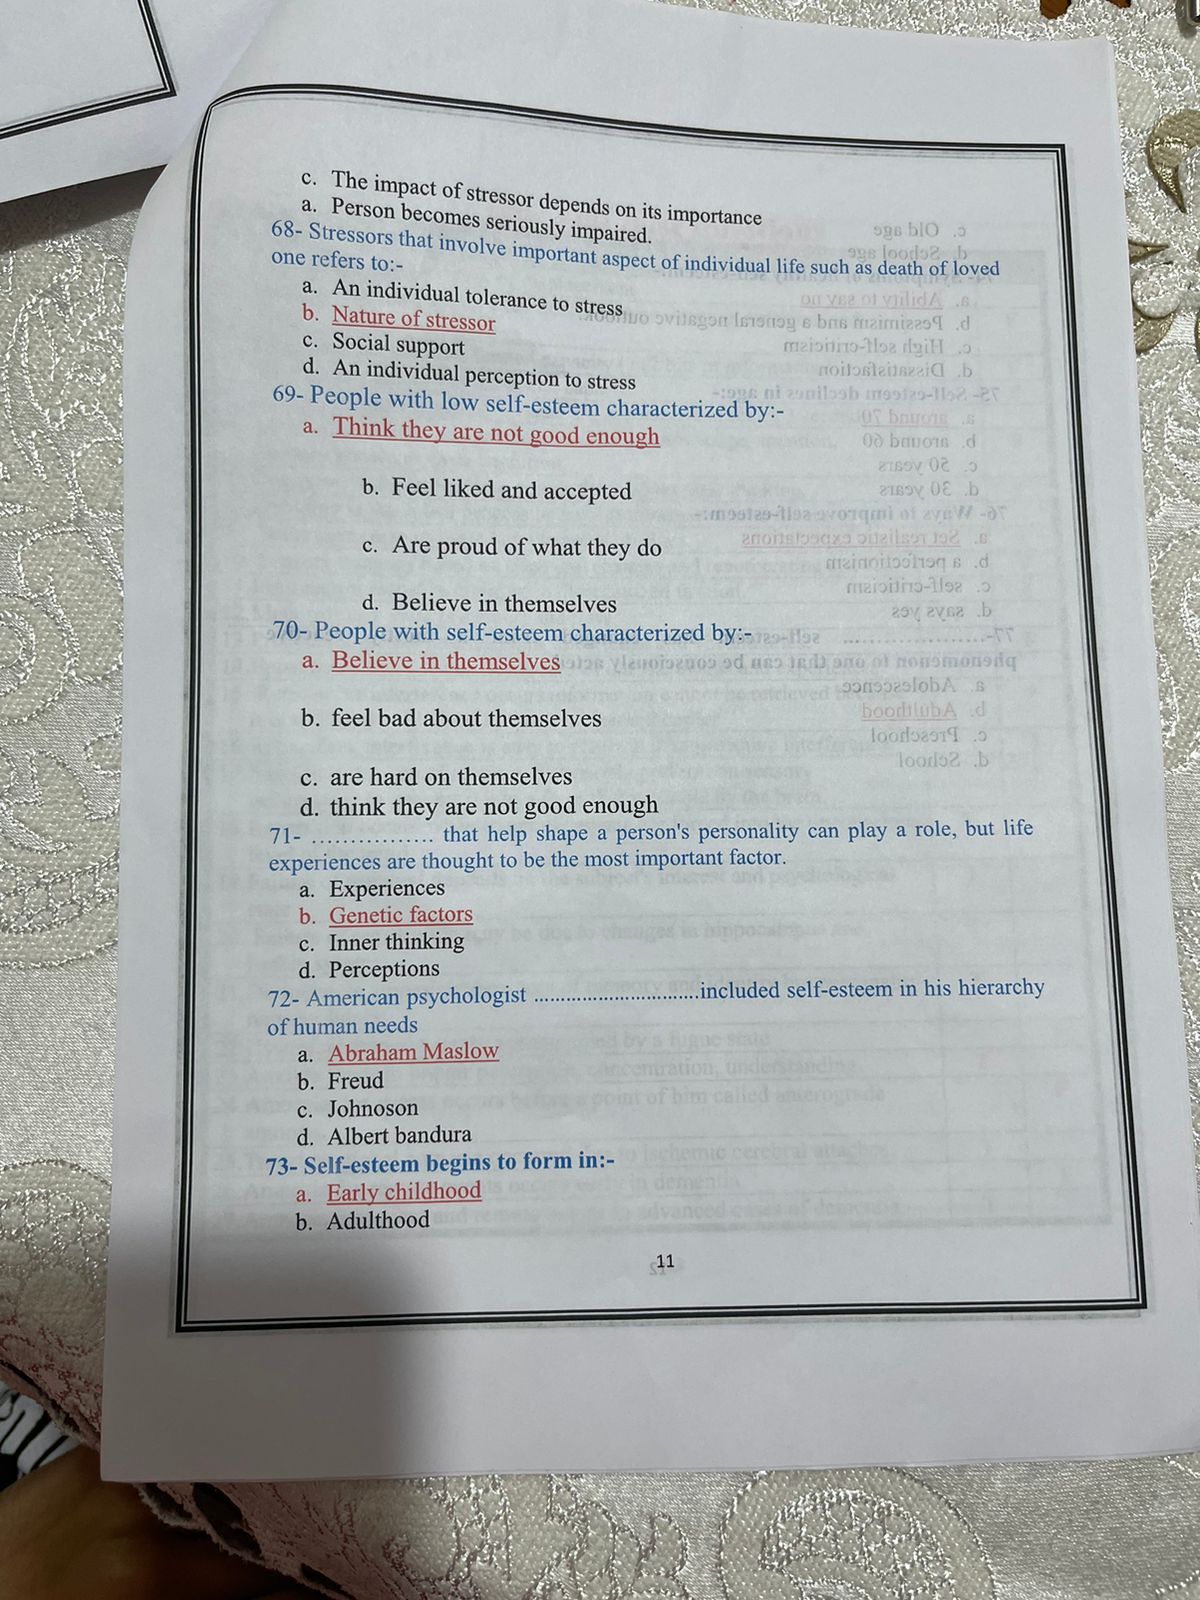 c. The impact of stressor depends on its importance
a. Person becomes seriously impaired.
68- Stressors that involve important aspect of individual life such as death of loved
one refers to:-
a. An individual tolerance to stress
b. Nature of stressor
c. Social support
d. An individual perception to stress
69- People with low self-esteem characterized by:-
a. Think they are not good enough
b. Feel liked and accepted
c. Are proud of what they do
d. Believe in themselves
70- People with self-esteem characterized by:-
a. Believe in themselves
b. feel bad about themselves
c. are hard on themselves
d. think they are not good enough
71- ................ that help shape a person's personality can play a role, but life
experiences are thought to be the most important factor.
a. Experiences
b. Genetic factors
c. Inner thinking
d. Perceptions
72- American psychologist ...............................included self-esteem in his hierarchy
of human needs
a. Abraham Maslow
b. Freud
c. Johnoson
d. Albert bandura
73- Self-esteem begins to form in:-
a. Early childhood
b. Adulthood
11